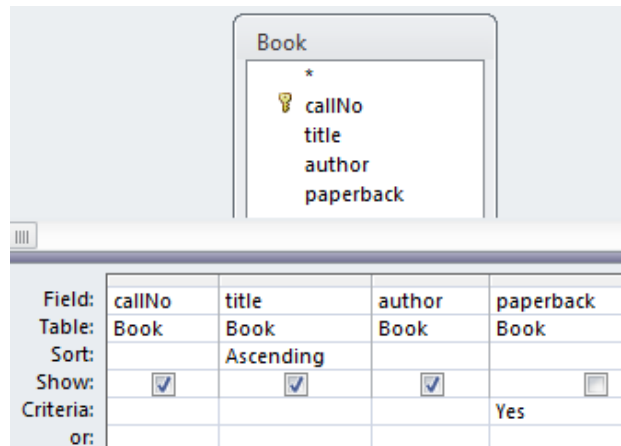 Book
*
callNo
title
author
paperback
Field: callNo title author paperback
Table: Book Book Book Book
Sort: Ascending
Show:
Criteria: Yes
or: